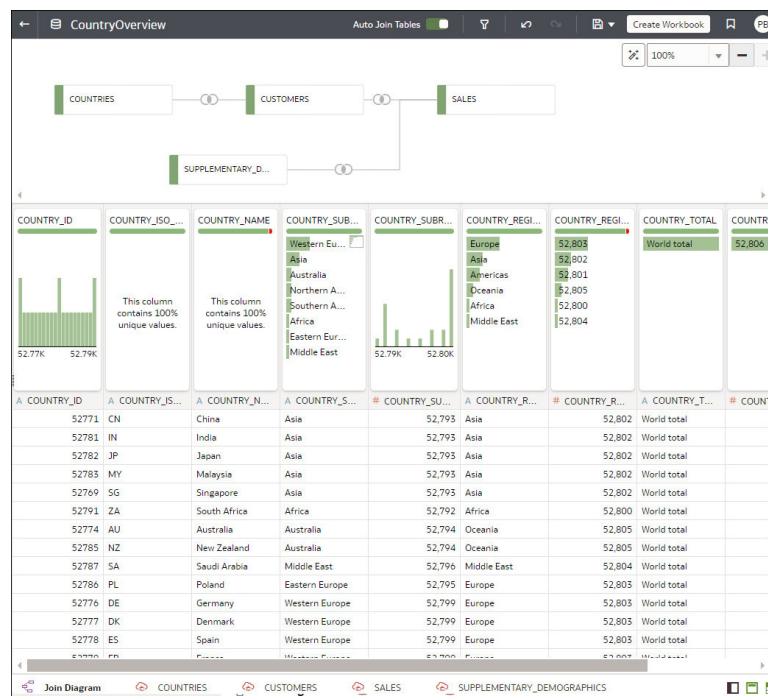 CountryOverview
Auto Join Tables
Create Workbook
PB
100%
COUNTRIES
CUSTOMERS
SALES
SUPPLEMENTARY_D...
COUNTRY_ID COUNTRY_ISO_... COUNTRY_NAME COUNTRY_SUB... COUNTRY_SUBR... COUNTRY_REGI... COUNTRY_REGI... COUNTRY_TOTAL COUNTR
52.77K 52.79K
This column
contains 100%
unique values.
This column
contains 100%
unique values.
Western Eu...
Asia
Australia
Northern A...
Southern A...
Africa
Eastern Eur...
Middle East
52.79K 52.80K
Europe
Asia
Americas
Oceania
Africa
Middle East
52,803
52,802
52,801
52,805
52,800
52,804
World total
52,806
A COUNTRY_ID A COUNTRY_IS... A COUNTRY_N... A COUNTRY_S... # COUNTRY_SU... A COUNTRY_R... # COUNTRY_R... A COUNTRY_T... # COUNT
52771 CN China Asia 52,793 Asia 52,802 World total
52781 IN India Asia 52,793 Asia 52,802 World total
52782 JP Japan Asia 52,793 Asia 52,802 World total
52783 MY Malaysia Asia 52,793 Asia 52,802 World total
52769 SG Singapore Asia 52,793 Asia 52,802 World total
52791 ZA South Africa Africa 52,792 Africa 52,800 World total
52774 AU Australia Australia 52,794 Oceania 52,805 World total
52785 NZ New Zealand Australia 52,794 Oceania 52,805 World total
52787 SA Saudi Arabia Middle East 52,796 Middle East 52,804 World total
52786 PL Poland Eastern Europe 52,795 Europe 52,803 World total
52776 DE Germany Western Europe 52,799 Europe 52,803 World total
52777 DK Denmark Western Europe 52,799 Europe 52,803 World total
52778 ES Spain Western Europe 52,799 Europe 52,803 World total
Join Diagram COUNTRIES CUSTOMERS SALES SUPPLEMENTARY_DEMOGRAPHICS